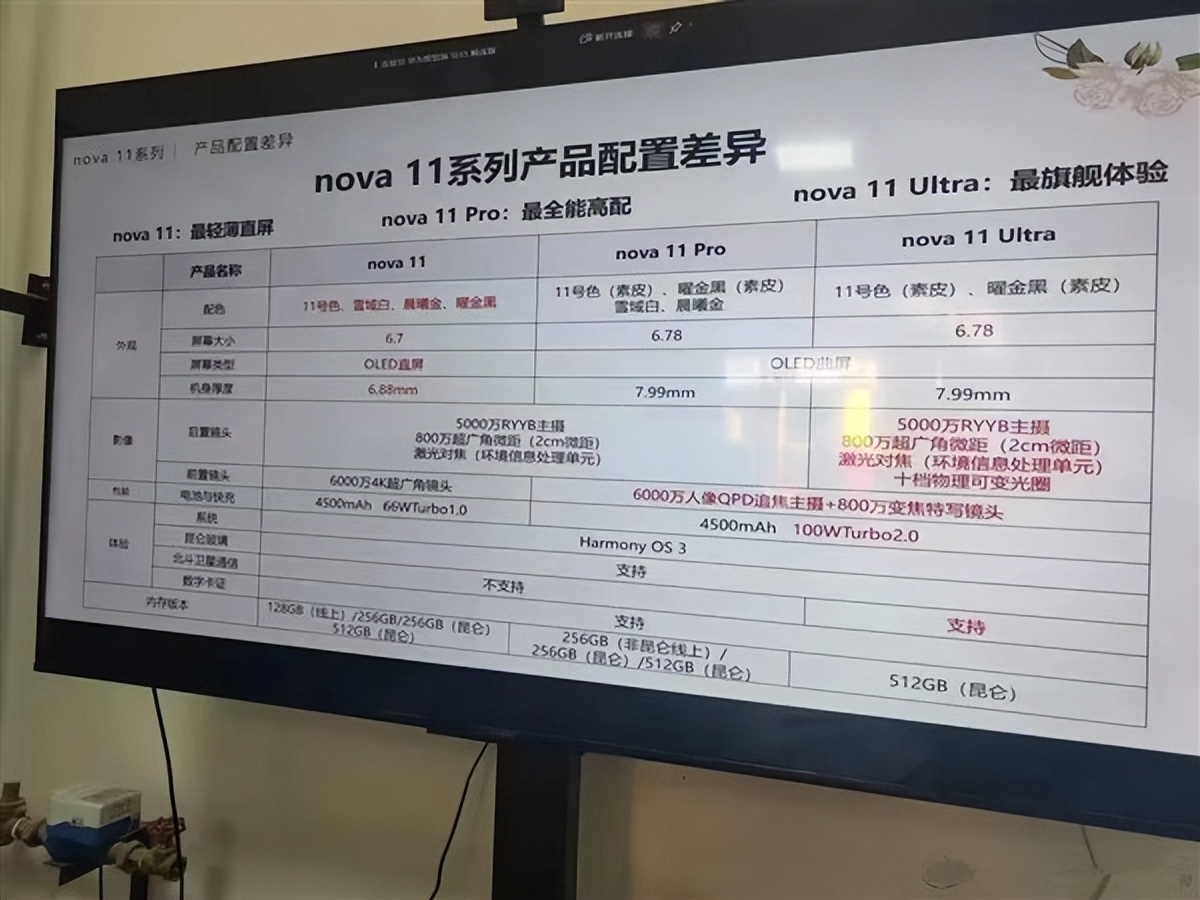 断开连接
nova 11系列 | 产品配置差异
nova 11系列产品配置差异
nova 11：最轻薄直屏
nova 11 Pro：最全能高配
nova 11 Ultra：最旗舰体验
产品名称
nova 11
nova 11 Pro
nova 11 Ultra
外观
配色
11号色、雪域白、晨曦金、曜金黑
11号色（素皮）、曜金黑（素皮）
雪域白、晨曦金
11号色（素皮）、曜金黑（素皮）
屏幕大小
6.7
6.78
6.78
屏幕类型
OLED直屏
OLED曲屏
机身厚度
6.88mm
7.99mm
7.99mm
影像
后置镜头
5000万RYYB主摄
800万超广角微距（2cm微距）
激光对焦（环境信息处理单元）
5000万RYYB主摄
800万超广角微距（2cm微距）
激光对焦（环境信息处理单元）
十档物理可变光圈
前置镜头
6000万4K超广角镜头
6000万人像QPD追焦主摄+800万变焦特写镜头
性能
电池与快充
4500mAh 66WTurbo1.0
4500mAh 100WTurbo2.0
体验
系统
Harmony OS 3
昆仑玻璃
支持
北斗卫星通信
不支持
支持
数字卡证
支持
内存版本
128GB（线上）/256GB/256GB（昆仑）
512GB（昆仑）
256GB（非昆仑线上）/
256GB（昆仑）/512GB（昆仑）
512GB（昆仑）